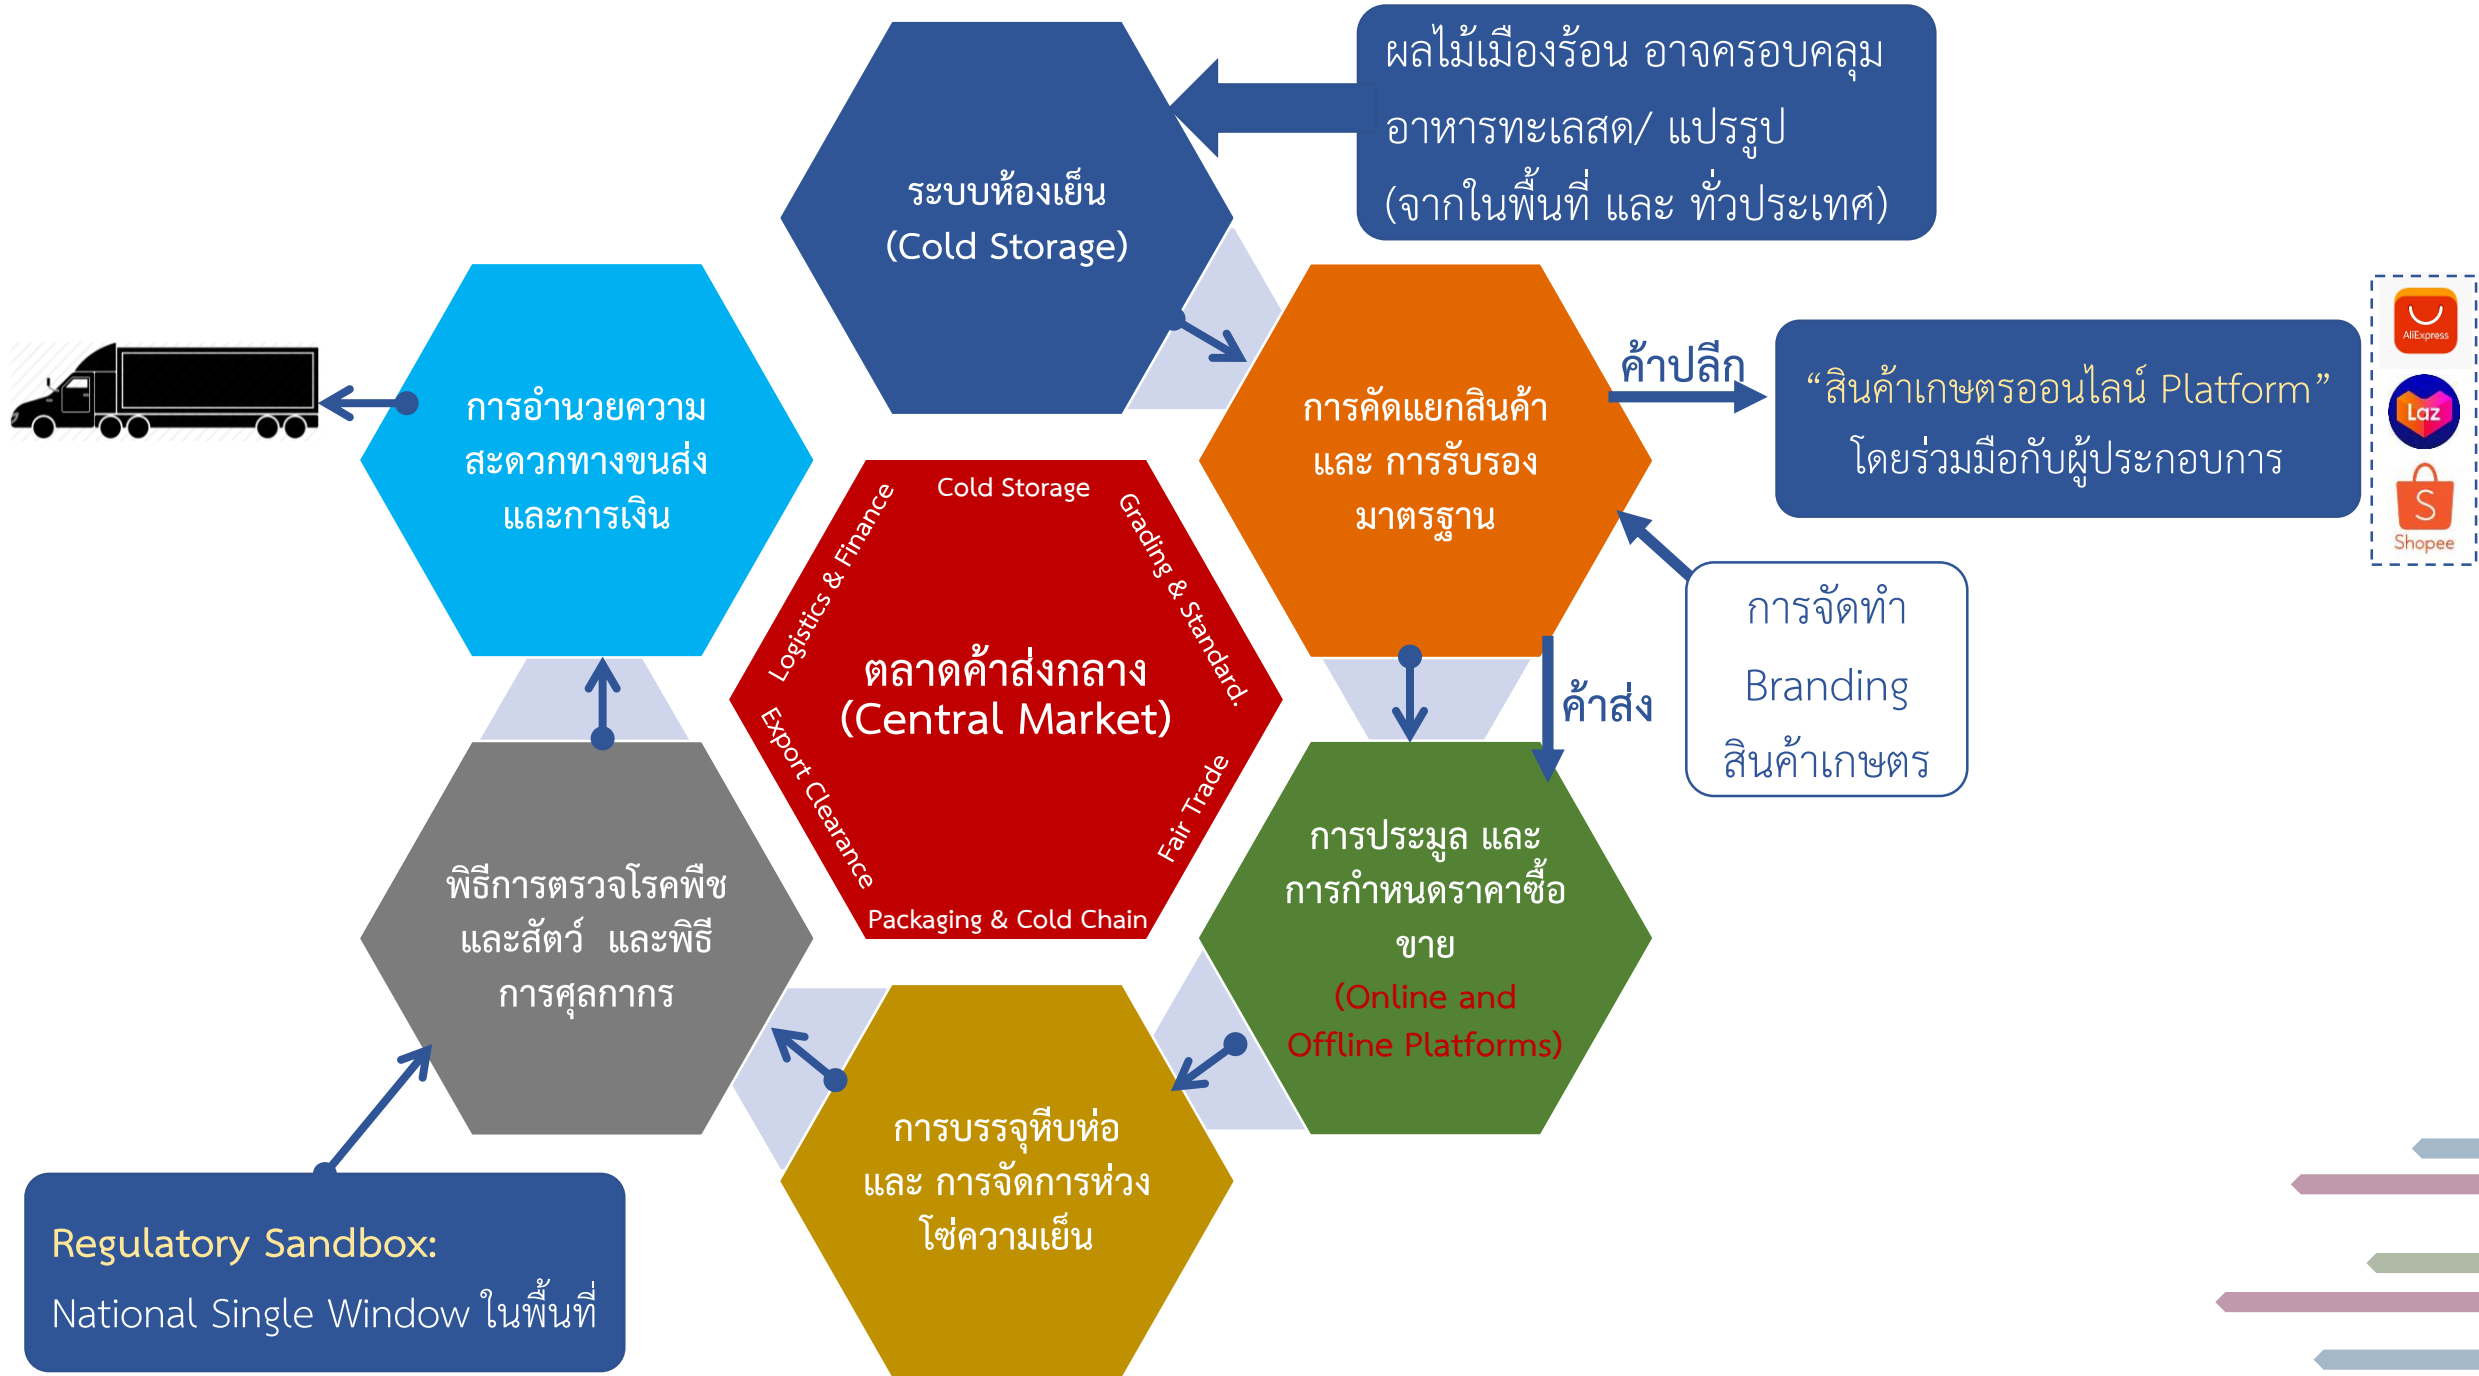 ผลไม้เมืองร้อน อาจครอบคลุม
อาหารทะเลสด/ แปรรูป
(จากในพื้นที่ และ ทั่วประเทศ)
ระบบห้องเย็น
(Cold Storage)
การอำนวยความ
สะดวกทางขนส่ง
และการเงิน
การคัดแยกสินค้า
และ การรับรอง
มาตรฐาน
ค้าปลีก
“สินค้าเกษตรออนไลน์ Platform”
โดยร่วมมือกับผู้ประกอบการ
AliExpress
Laz
S
Shopee
การจัดทำ
Branding
สินค้าเกษตร
ค้าส่ง
Cold Storage
Grading & Standard.
Fair Trade
Packaging & Cold Chain
Export Clearance
Logistics & Finance
ตลาดค้าส่งกลาง
(Central Market)
พิธีการตรวจโรคพืช
และสัตว์ และพิธี
การศุลกากร
การประมูล และ
การกำหนดราคาซื้อ
ขาย
(Online and
Offline Platforms)
การบรรจุหีบห่อ
และ การจัดการห่วง
โซ่ความเย็น
Regulatory Sandbox:
National Single Window ในพื้นที่